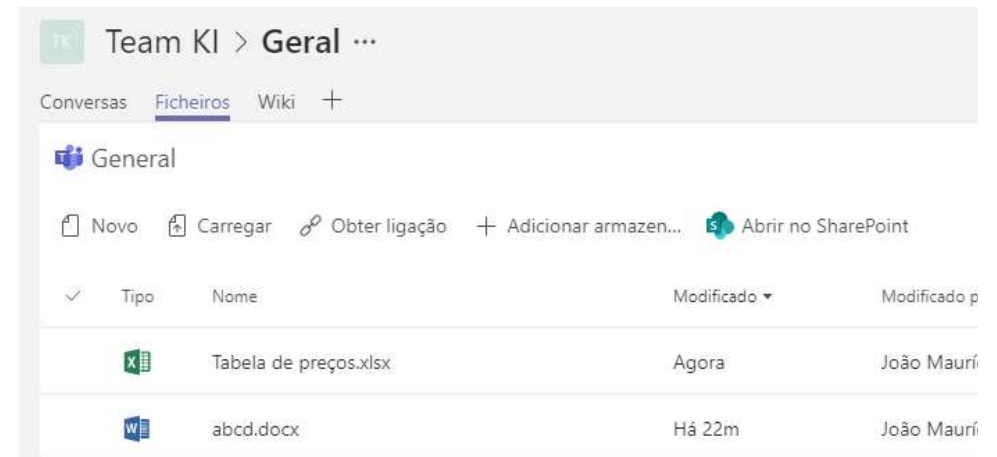 TK Team KI > Geral ...
Conversas Ficheiros Wiki +
General
Novo Carregar Obter ligação + Adicionar armazen... Abrir no SharePoint
Tipo Nome Modificado Modificado p
Tabela de preços.xlsx Agora João Maurí
abcd.docx Há 22m João Maurí